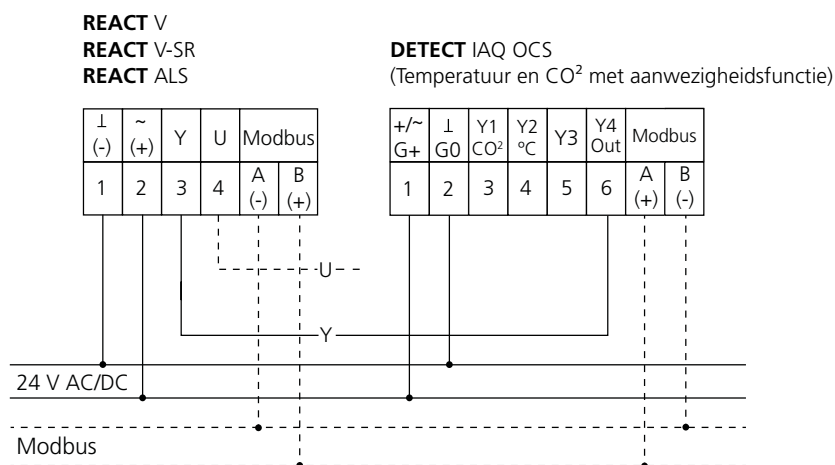 REACT V
REACT V-SR
REACT ALS
DETECT IAQ OCS
(Temperatuur en CO² met aanwezigheidsfunctie)
⊥ ~ Y U Modbus
(-) (+)
1 2 3 4 A B
(-) (+)
+/~ ⊥ Y1 Y2 Y3 Y4 Modbus
G+ G0 CO² ºC Out
1 2 3 4 5 6 A B
(+) (-)
U
Y
24 V AC/DC
Modbus